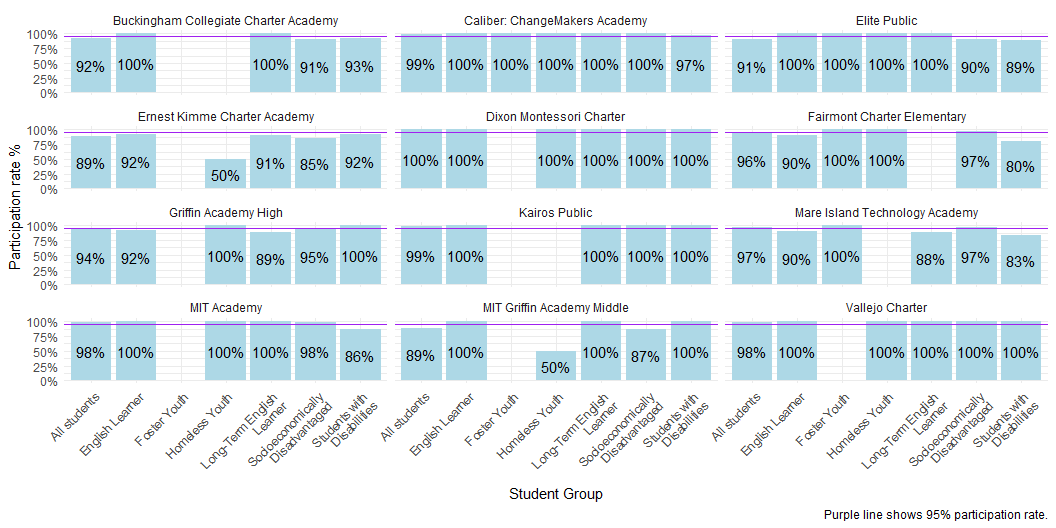 Buckingham Collegiate Charter Academy
Caliber: ChangeMakers Academy
Elite Public
100%
75%
50%
25%
0%
92%
100%
100%
91%
93%
99%
100%
100%
100%
100%
100%
97%
91%
100%
100%
100%
100%
90%
89%
Ernest Kimme Charter Academy
Dixon Montessori Charter
Fairmont Charter Elementary
100%
75%
50%
25%
0%
89%
92%
50%
91%
85%
92%
100%
100%
100%
100%
100%
100%
96%
90%
100%
100%
97%
80%
Participation rate %
Griffin Academy High
Kairos Public
Mare Island Technology Academy
100%
75%
50%
25%
0%
94%
92%
100%
89%
95%
100%
99%
100%
100%
100%
100%
97%
90%
100%
88%
97%
83%
MIT Academy
MIT Griffin Academy Middle
Vallejo Charter
100%
75%
50%
25%
0%
98%
100%
100%
100%
98%
86%
89%
100%
50%
100%
87%
100%
98%
100%
100%
100%
100%
100%
All students
English Learner
Foster Youth
Homeless Youth
Long-Term English
Learner
Socioeconomically
Disadvantaged
Students with
Disabilities
All students
English Learner
Foster Youth
Homeless Youth
Long-Term English
Learner
Socioeconomically
Disadvantaged
Students with
Disabilities
All students
English Learner
Foster Youth
Homeless Youth
Long-Term English
Learner
Socioeconomically
Disadvantaged
Students with
Disabilities
Student Group
Purple line shows 95% participation rate.